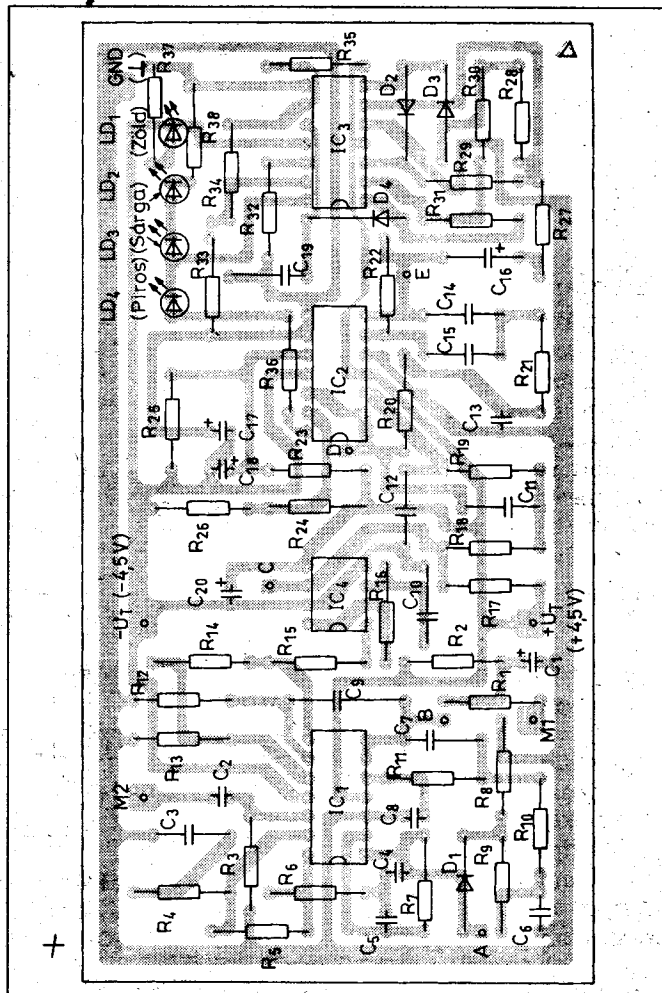 GND
(⊥)
R37
R35
LD1
(Zöld)
R38
D2
D3
R30
R28
LD2
(Sárga)
R34
IC3
R29
LD3
R32
D4
R31
R27
LD4
(Piros)
R33
C19
R22
E
C16
C14
C15
R36
IC2
R20
R21
R26
C17
C13
C18
R23
D
R19
R26
R24
C12
C11
R18
-UT (-4,5V)
C20
C
IC4
R16
C10
R17
+UT
(+4,5V)
R14
R15
R2
C1
R12
C9
R1
R13
C7
B
M1
M2
C2
IC1
R11
R8
C3
C8
R10
R3
R6
C4
D1
R9
R4
R7
R5
C5
A
C6